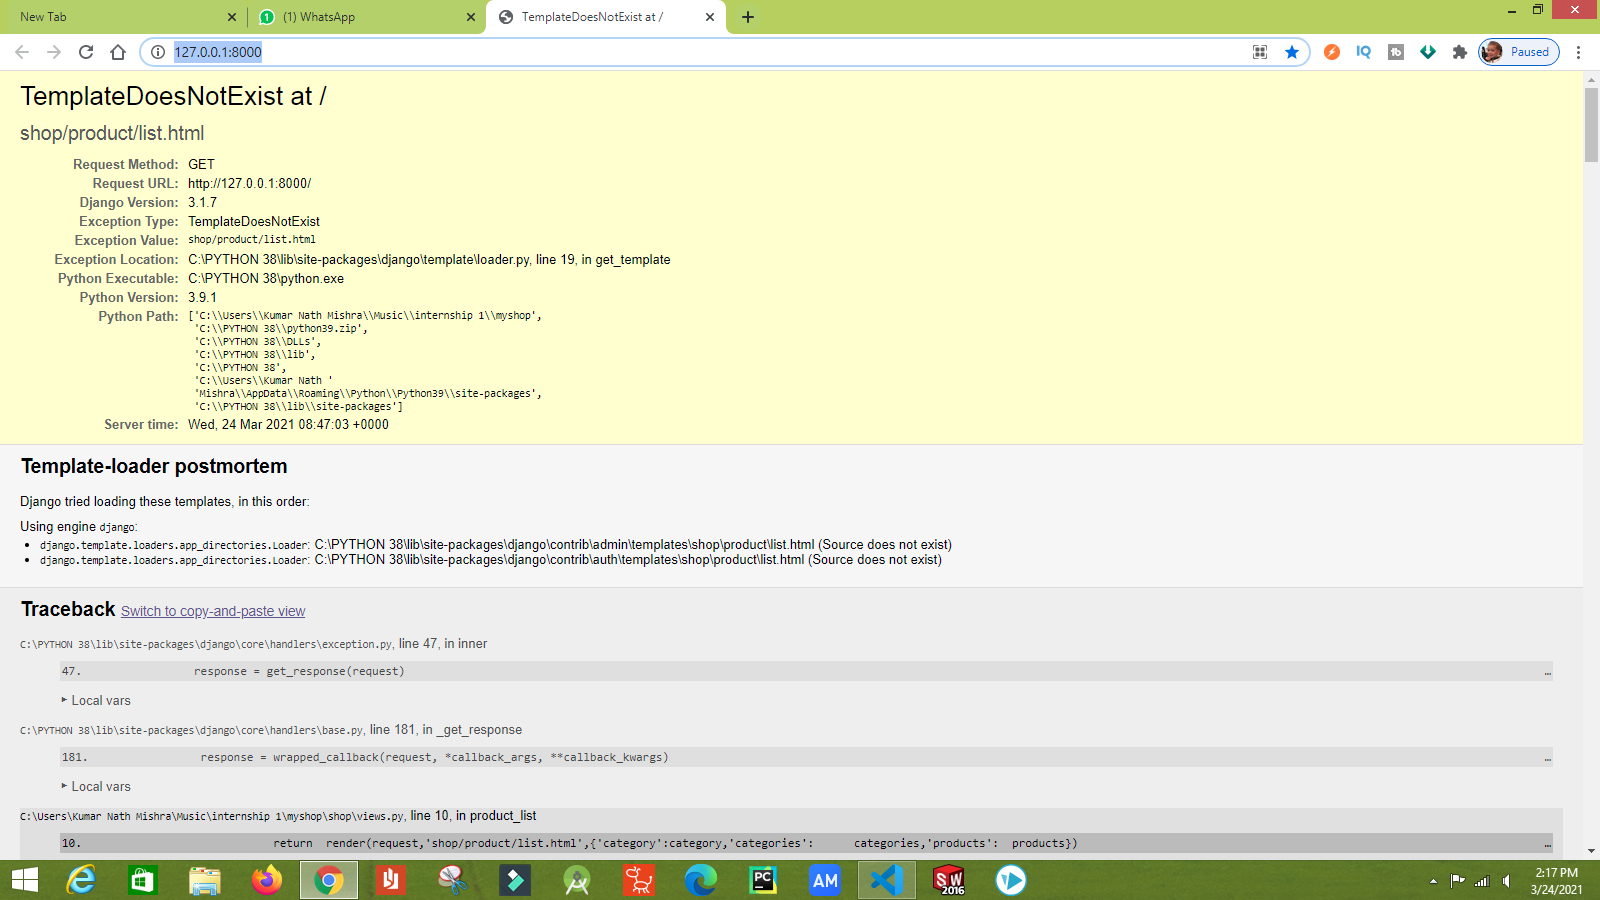 New Tab
(1) WhatsApp
TemplateDoesNotExist at /
127.0.0.1:8000
IQ
Paused
TemplateDoesNotExist at /
shop/product/list.html
Request Method: GET
Request URL: http://127.0.0.1:8000/
Django Version: 3.1.7
Exception Type: TemplateDoesNotExist
Exception Value: shop/product/list.html
Exception Location: C:\PYTHON 38\lib\site-packages\django\template\loader.py, line 19, in get_template
Python Executable: C:\PYTHON 38\python.exe
Python Version: 3.9.1
Python Path: ['C:\\Users\\Kumar Nath Mishra\\Music\\internship 1\\myshop',
'C:\\PYTHON 38\\python39.zip',
'C:\\PYTHON 38\\DLLs',
'C:\\PYTHON 38\\lib',
'C:\\PYTHON 38',
'C:\\Users\\Kumar Nath '
'Mishra\\AppData\\Roaming\\Python\\Python39\\site-packages',
'C:\\PYTHON 38\\lib\\site-packages']
Server time: Wed, 24 Mar 2021 08:47:03 +0000
Template-loader postmortem
Django tried loading these templates, in this order:
Using engine django:
• django.template.loaders.app_directories.Loader: C:\PYTHON 38\lib\site-packages\django\contrib\admin\templates\shop\product\list.html (Source does not exist)
• django.template.loaders.app_directories.Loader: C:\PYTHON 38\lib\site-packages\django\contrib\auth\templates\shop\product\list.html (Source does not exist)
Traceback Switch to copy-and-paste view
C:\PYTHON 38\lib\site-packages\django\core\handlers\exception.py, line 47, in inner
47. response = get_response(request) …
▸ Local vars
C:\PYTHON 38\lib\site-packages\django\core\handlers\base.py, line 181, in _get_response
181. response = wrapped_callback(request, *callback_args, **callback_kwargs) …
▸ Local vars
C:\Users\Kumar Nath Mishra\Music\internship 1\myshop\shop\views.py, line 10, in product_list
10. return render(request,'shop/product/list.html',{'category':category,'categories': categories,'products': products}) …
PC
AM
SW
2016
2:17 PM
3/24/2021